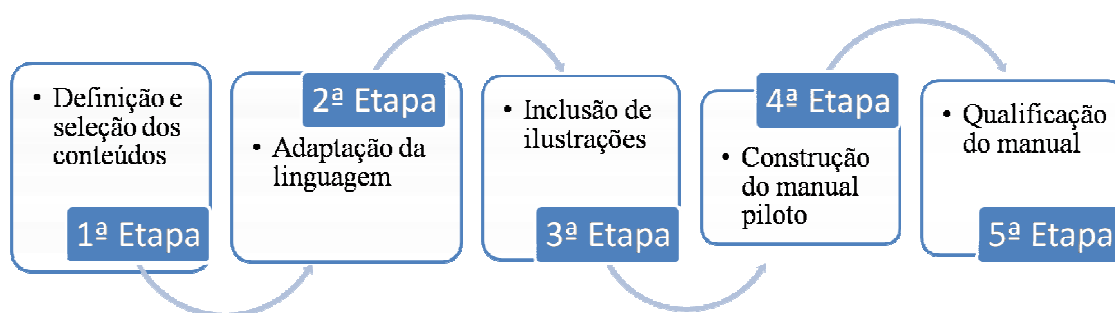 • Definição e
seleção dos
conteúdos
1ª Etapa
2ª Etapa
• Adaptação da
linguagem
• Inclusão de
ilustrações
3ª Etapa
4ª Etapa
• Construção
do manual
piloto
• Qualificação
do manual
5ª Etapa